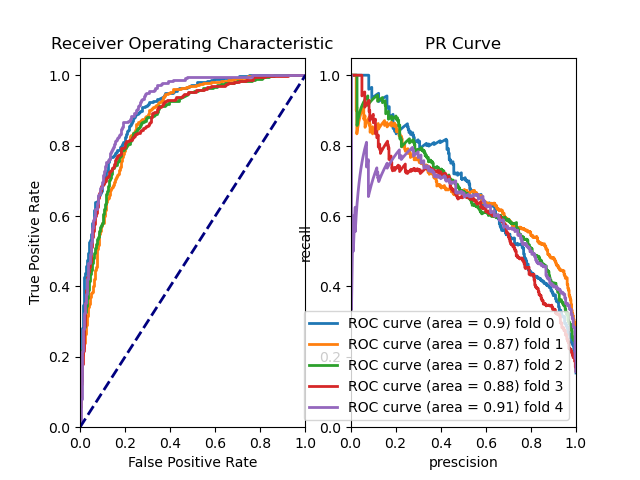 Receiver Operating Characteristic
PR Curve
1.0
0.8
0.6
0.4
0.2
0.0
True Positive Rate
0.0 0.2 0.4 0.6 0.8 1.0
False Positive Rate
1.0
0.8
0.6
0.4
0.2
0.0
recall
ROC curve (area = 0.9) fold 0
ROC curve (area = 0.87) fold 1
ROC curve (area = 0.87) fold 2
ROC curve (area = 0.88) fold 3
ROC curve (area = 0.91) fold 4
0.0 0.2 0.4 0.6 0.8 1.0
prescision